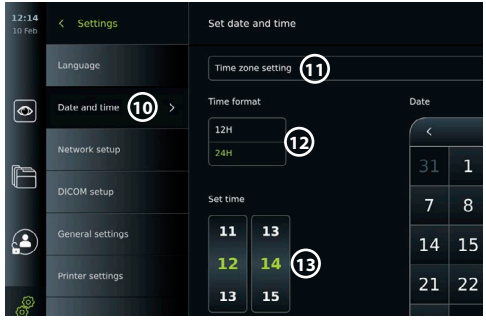 12:14
10 Feb
Settings
Language
Date and time 10
Network setup
DICOM setup
General settings
Printer settings
Set date and time
Time zone setting 11
Time format
12H
24H
12
Set time
11 13
12 14
13 15
13
Date
31 1
7 8
14 15
21 22